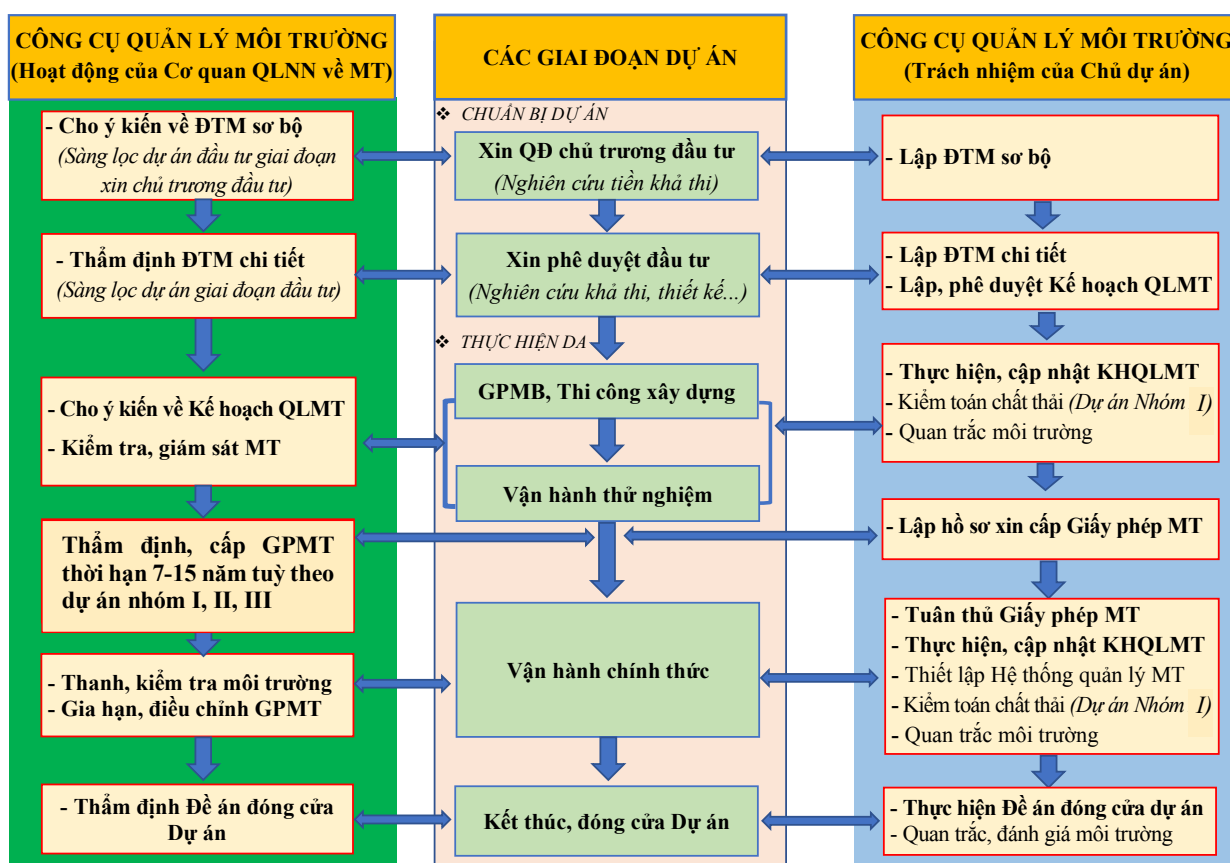 CÔNG CỤ QUẢN LÝ MÔI TRƯỜNG
(Hoạt động của Cơ quan QLNN về MT)
- Cho ý kiến về ĐTM sơ bộ
(Sàng lọc dự án đầu tư giai đoạn
xin chủ trương đầu tư)
- Thẩm định ĐTM chi tiết
(Sàng lọc dự án giai đoạn đầu tư)
- Cho ý kiến về Kế hoạch QLMT
- Kiểm tra, giám sát MT
Thẩm định, cấp GPMT
thời hạn 7-15 năm tuỳ theo
dự án nhóm I, II, III
- Thanh, kiểm tra môi trường
- Gia hạn, điều chỉnh GPMT
- Thẩm định Đề án đóng cửa
Dự án
CÁC GIAI ĐOẠN DỰ ÁN
❖ CHUẨN BỊ DỰ ÁN
Xin QĐ chủ trương đầu tư
(Nghiên cứu tiền khả thi)
Xin phê duyệt đầu tư
(Nghiên cứu khả thi, thiết kế...)
❖ THỰC HIỆN DA
GPMB, Thi công xây dựng
Vận hành thử nghiệm
Vận hành chính thức
Kết thúc, đóng cửa Dự án
CÔNG CỤ QUẢN LÝ MÔI TRƯỜNG
(Trách nhiệm của Chủ dự án)
- Lập ĐTM sơ bộ
- Lập ĐTM chi tiết
- Lập, phê duyệt Kế hoạch QLMT
- Thực hiện, cập nhật KHQLMT
- Kiểm toán chất thải (Dự án Nhóm I)
- Quan trắc môi trường
- Lập hồ sơ xin cấp Giấy phép MT
- Tuân thủ Giấy phép MT
- Thực hiện, cập nhật KHQLMT
- Thiết lập Hệ thống quản lý MT
- Kiểm toán chất thải (Dự án Nhóm I)
- Quan trắc môi trường
- Thực hiện Đề án đóng cửa dự án
- Quan trắc, đánh giá môi trường